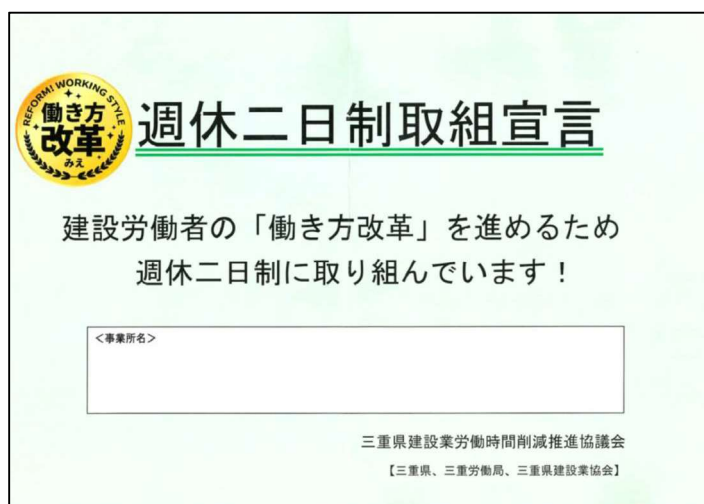 REFORM! WORKING STYLE
働き方
改革
みえ
週休二日制取組宣言
建設労働者の「働き方改革」を進めるため
週休二日制に取り組んでいます！
＜事業所名＞
三重県建設業労働時間削減推進協議会
【三重県、三重労働局、三重県建設業協会】